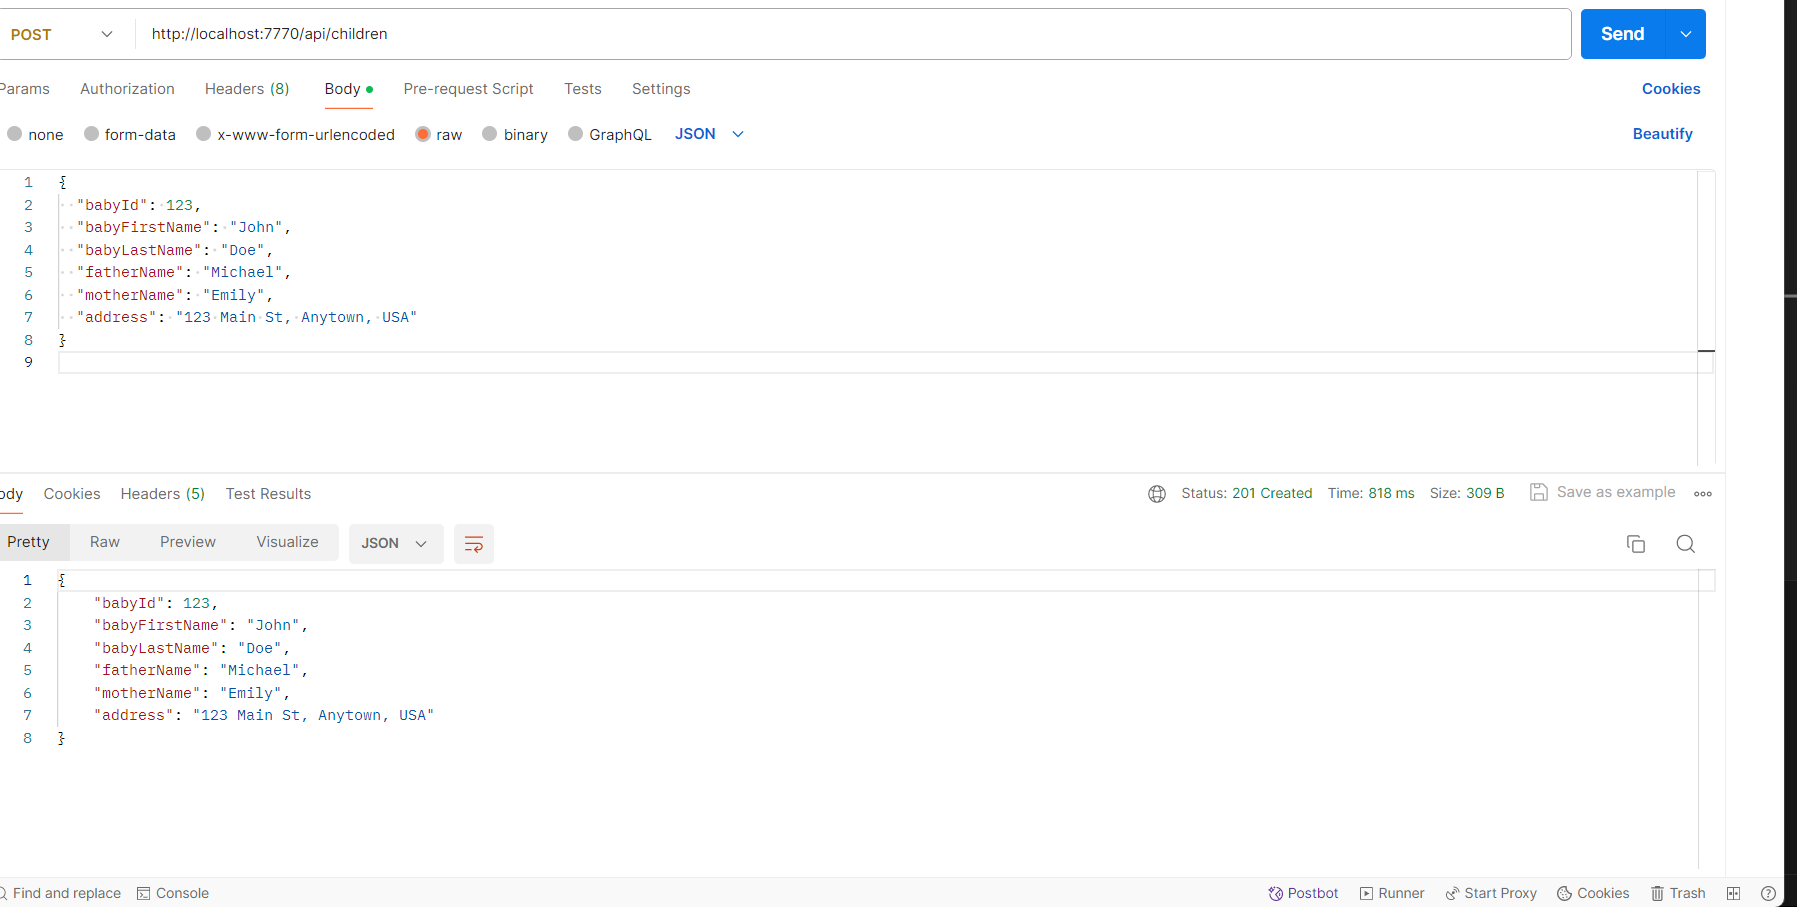 POST http://localhost:7770/api/children Send
Params Authorization Headers (8) Body Pre-request Script Tests Settings Cookies
none form-data x-www-form-urlencoded raw binary GraphQL JSON Beautify
1 {
2 "babyId": 123,
3 "babyFirstName": "John",
4 "babyLastName": "Doe",
5 "fatherName": "Michael",
6 "motherName": "Emily",
7 "address": "123 Main St, Anytown, USA"
8 }
9
ody Cookies Headers (5) Test Results Status: 201 Created Time: 818 ms Size: 309 B Save as example
Pretty Raw Preview Visualize JSON
1 {
2 "babyId": 123,
3 "babyFirstName": "John",
4 "babyLastName": "Doe",
5 "fatherName": "Michael",
6 "motherName": "Emily",
7 "address": "123 Main St, Anytown, USA"
8 }
Find and replace Console Postbot Runner Start Proxy Cookies Trash